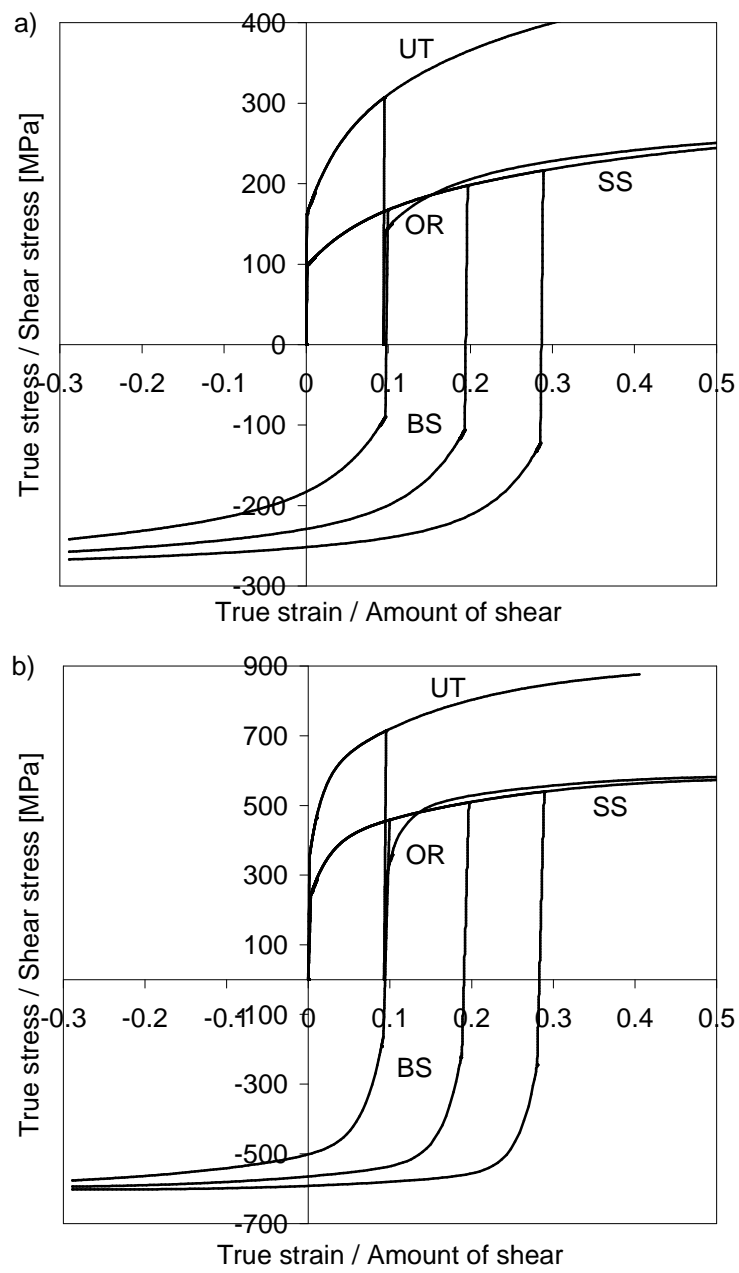 a)
True stress / Shear stress [MPa]
400
300
200
100
0
-100
-200
-300
-0.3 -0.2 -0.1 0 0.1 0.2 0.3 0.4 0.5
UT
OR
SS
BS
True strain / Amount of shear
b)
True stress / Shear stress [MPa]
900
700
500
300
100
-100
-300
-500
-700
-0.3 -0.2 -0.1 0 0.1 0.2 0.3 0.4 0.5
UT
SS
OR
BS
True strain / Amount of shear